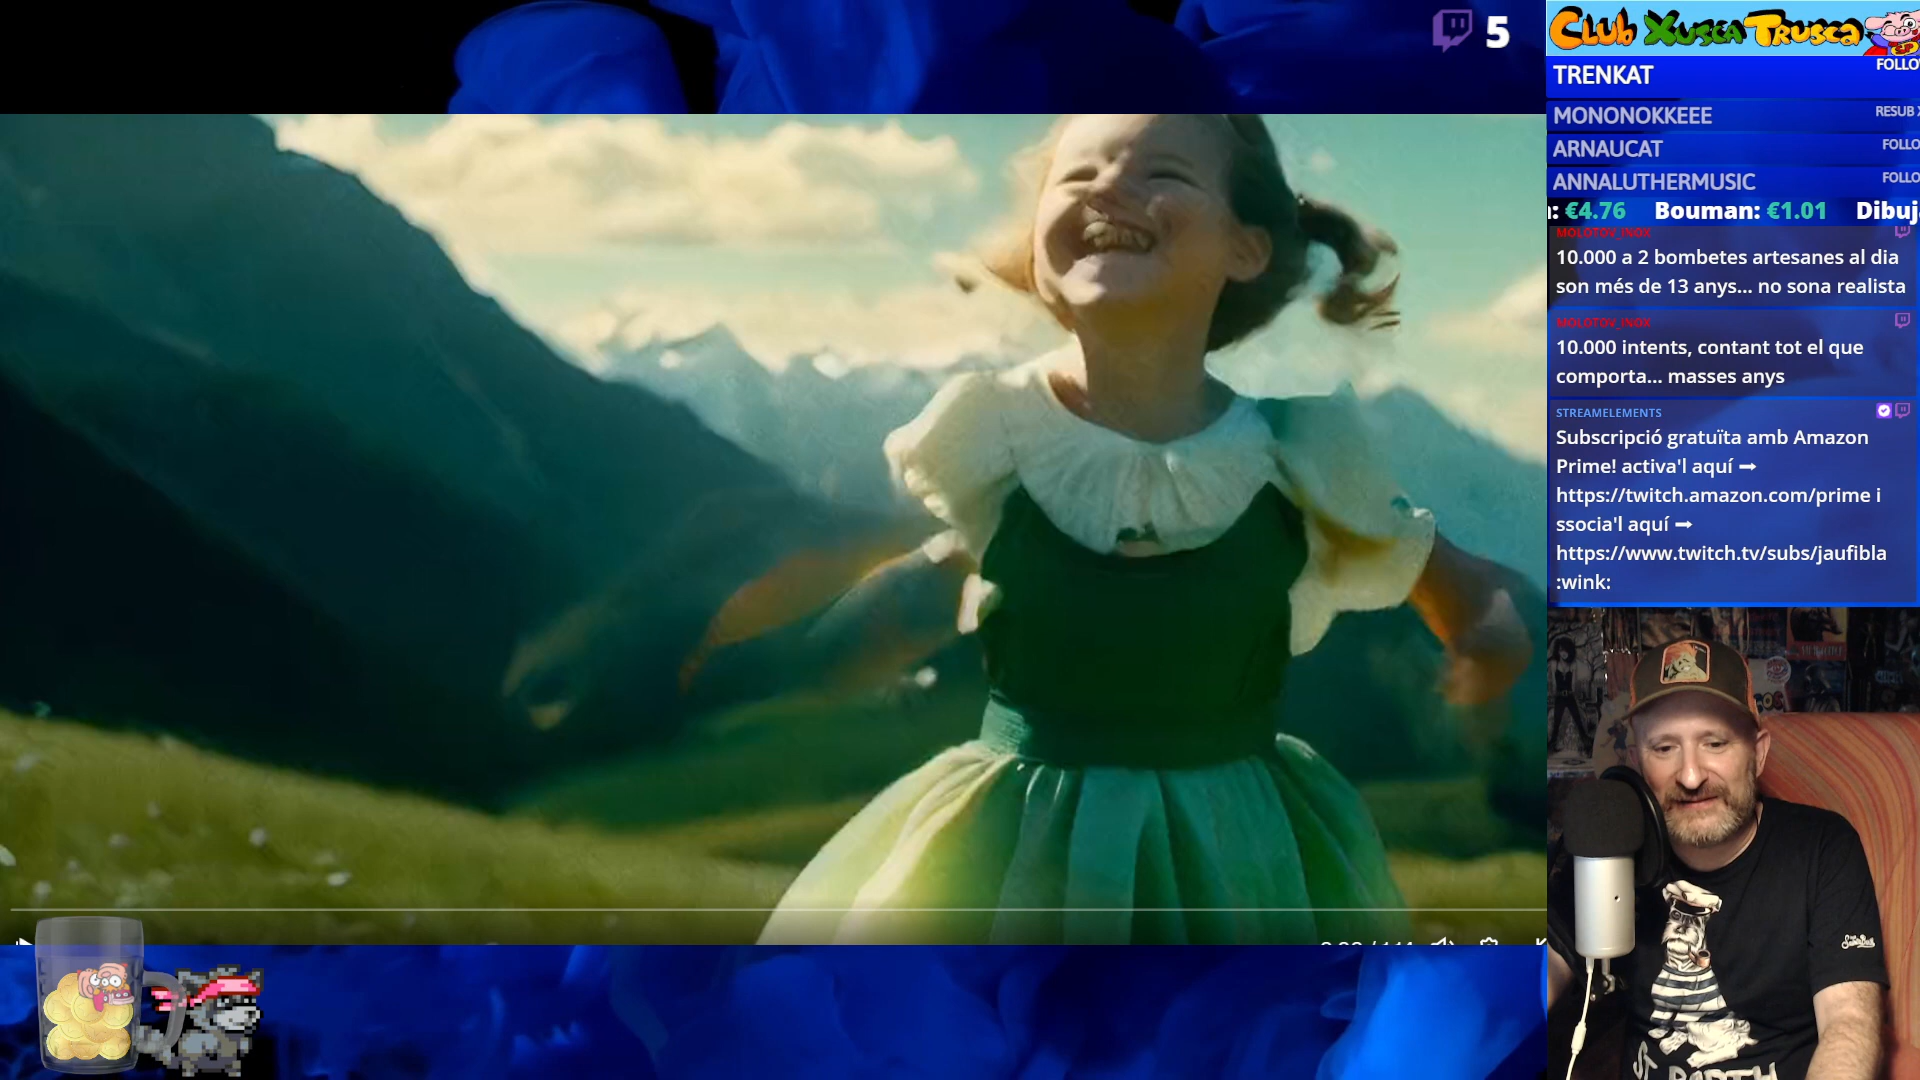 5
Club Xusca Trusca
TRENKAT
FOLLO
MONONOKKEEE
RESUB X
ARNAUCAT
FOLLO
ANNALUTHERMUSIC
FOLLO
€4.76 Bouman: €1.01 Dibuj
MOLOTOV_INOX
10.000 a 2 bombetes artesanes al dia
son més de 13 anys... no sona realista
MOLOTOV_INOX
10.000 intents, contant tot el que
comporta... masses anys
STREAMELEMENTS
Subscripció gratuïta amb Amazon
Prime! activa'l aquí ➞
https://twitch.amazon.com/prime i
ssocia'l aquí ➞
https://www.twitch.tv/subs/jaufibla
:wink: